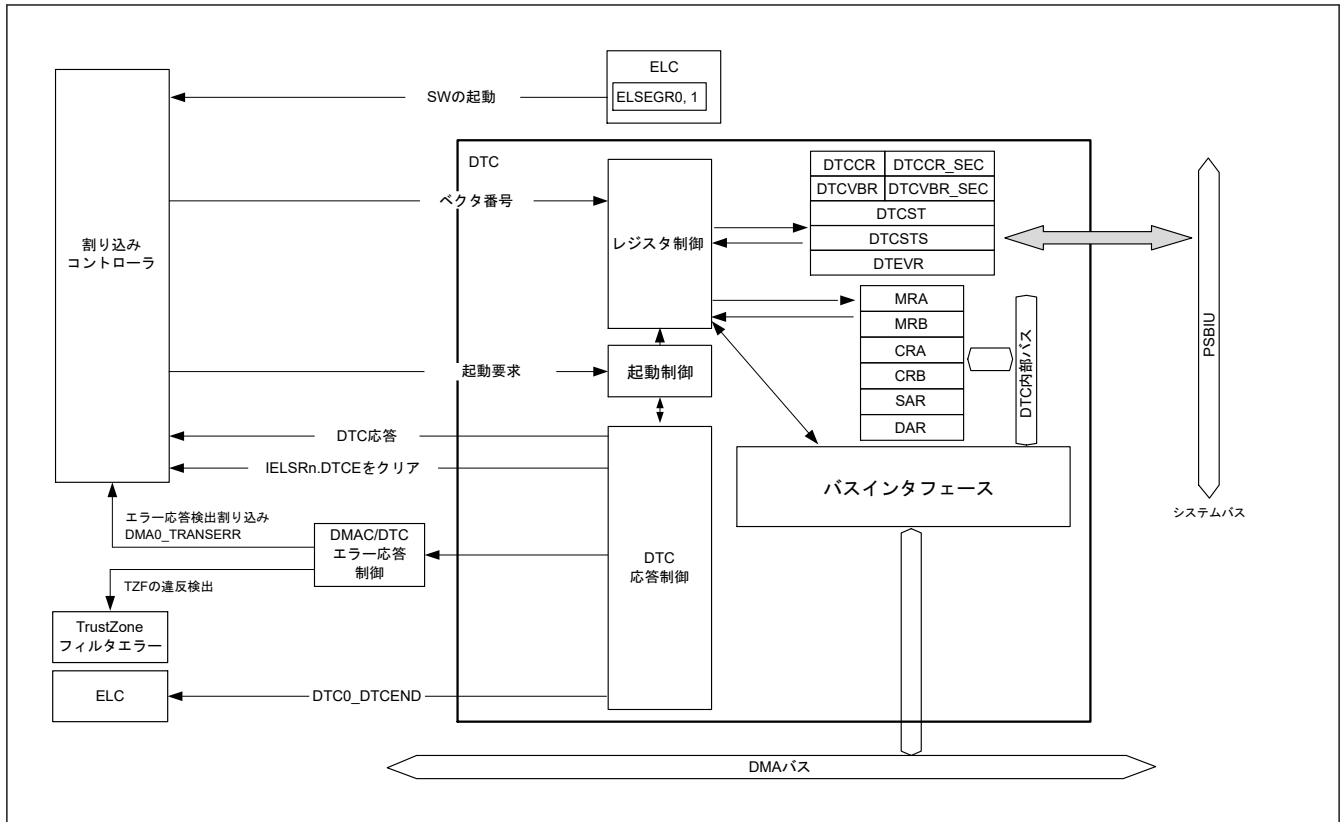 ELC
ELSEGR0, 1
SWの起動
割り込み
コントローラ
DTC
ベクタ番号
レジスタ制御
DTCCR
DTCCR_SEC
DTCVBR
DTCVBR_SEC
DTCST
DTCSTS
DTEVR
MRA
MRB
CRA
CRB
SAR
DAR
DTC内部バス
PSBIU
システムバス
起動要求
起動制御
DTC応答
IELSRn.DTCEをクリア
バスインタフェース
エラー応答検出割り込み
DMA0_TRANSERR
DMAC/DTC
エラー応答
制御
DTC
応答制御
TZFの違反検出
TrustZone
フィルタエラー
ELC
DTC0_DTCEND
DMAバス